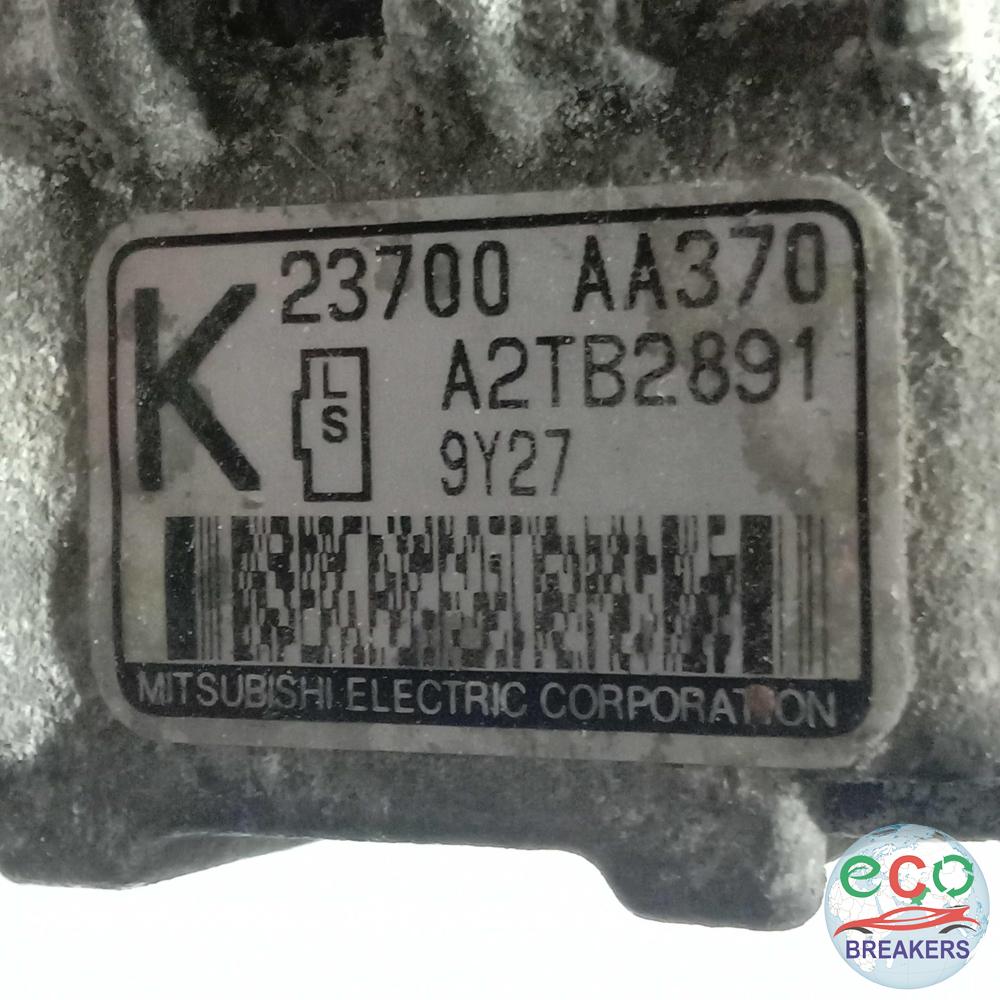 K 23700 AA370
L A2TB2891
S 9Y27
MITSUBISHI ELECTRIC CORPORATION
eco
BREAKERS